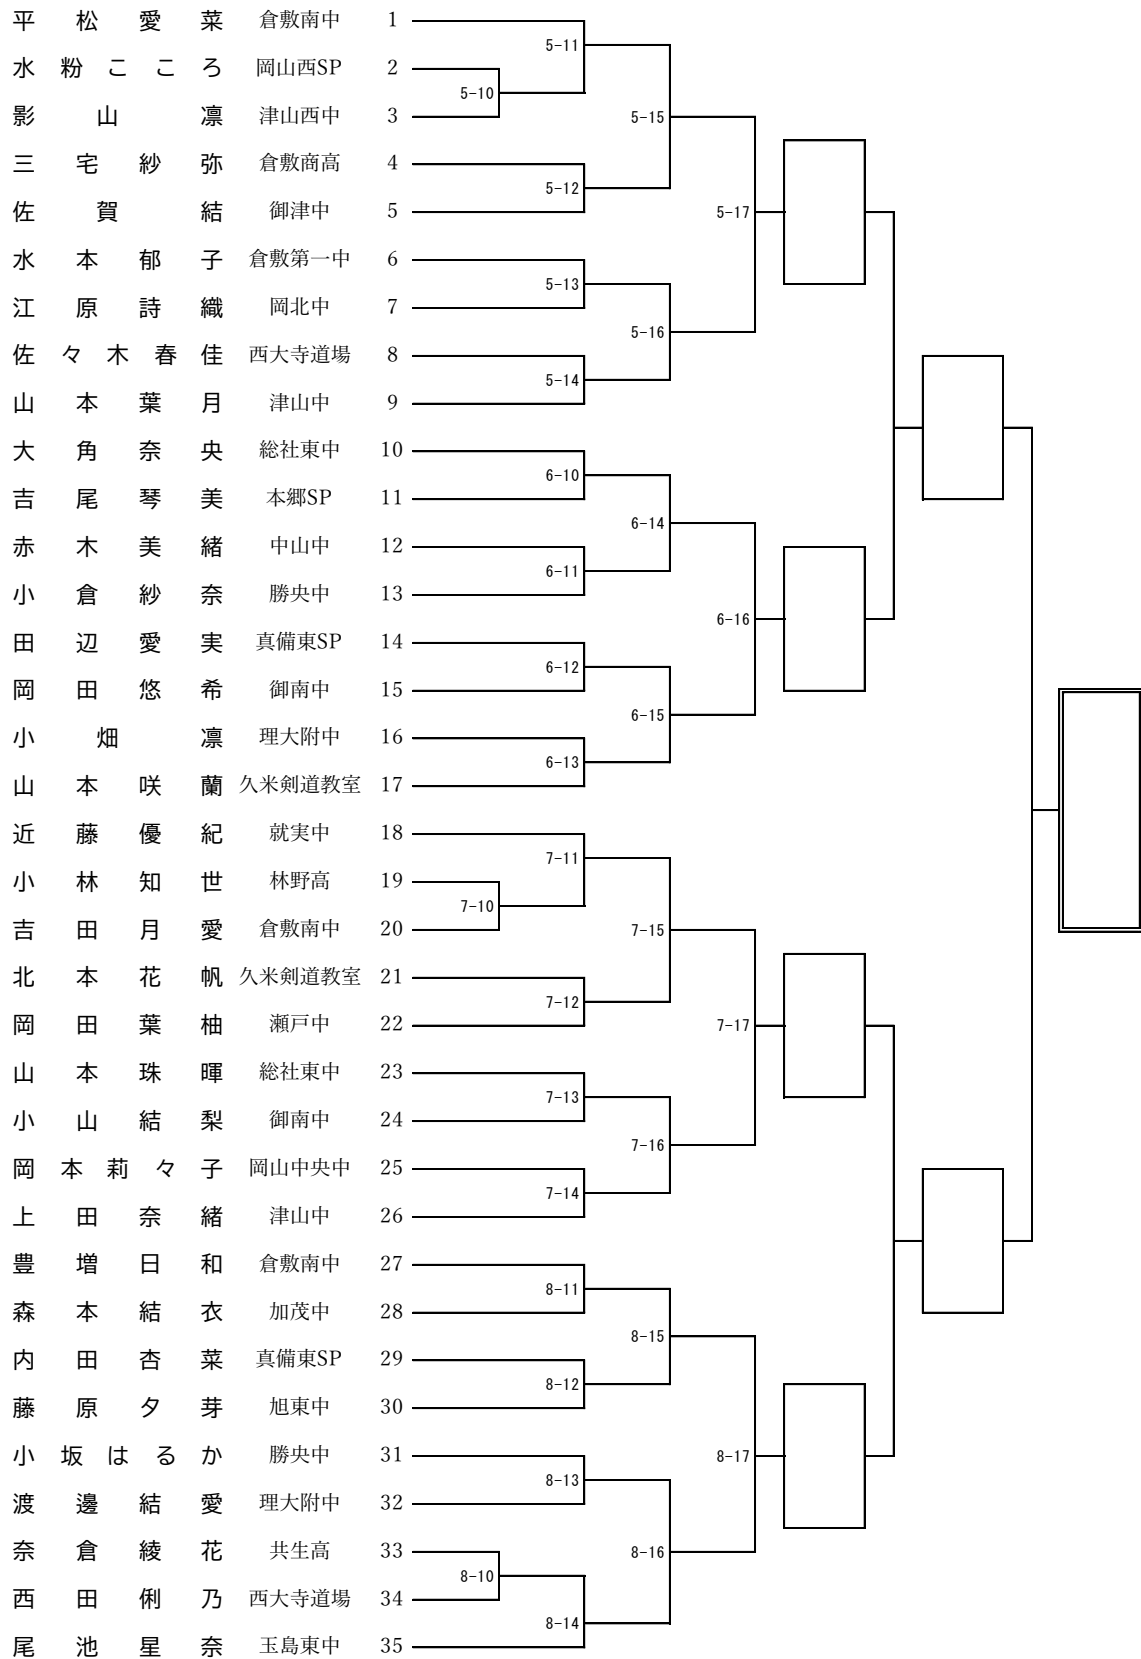 平松愛菜 倉敷南中 1
5-11
水粉こころ 岡山西SP 2
5-10
影山凛 津山西中 3
5-15
三宅紗弥 倉敷商高 4
5-12
佐賀結 御津中 5
5-17
水本郁子 倉敷第一中 6
5-13
江原詩織 岡北中 7
5-16
佐々木春佳 西大寺道場 8
5-14
山本葉月 津山中 9
大角奈央 総社東中 10
6-10
吉尾琴美 本郷SP 11
6-14
赤木美緒 中山中 12
6-11
小倉紗奈 勝央中 13
6-16
田辺愛実 真備東SP 14
6-12
岡田悠希 御南中 15
6-15
小畑凛 理大附中 16
6-13
山本咲蘭 久米剣道教室 17
近藤優紀 就実中 18
7-11
小林知世 林野高 19
7-10
吉田月愛 倉敷南中 20
7-15
北本花帆 久米剣道教室 21
7-12
岡田葉柚 瀬戸中 22
7-17
山本珠暉 総社東中 23
7-13
小山結梨 御南中 24
7-16
岡本莉々子 岡山中央中 25
7-14
上田奈緒 津山中 26
豊増日和 倉敷南中 27
8-11
森本結衣 加茂中 28
8-15
内田杏菜 真備東SP 29
8-12
藤原夕芽 旭東中 30
小坂はるか 勝央中 31
8-17
8-13
渡邊結愛 理大附中 32
奈倉綾花 共生高 33
8-16
8-10
西田俐乃 西大寺道場 34
8-14
尾池星奈 玉島東中 35